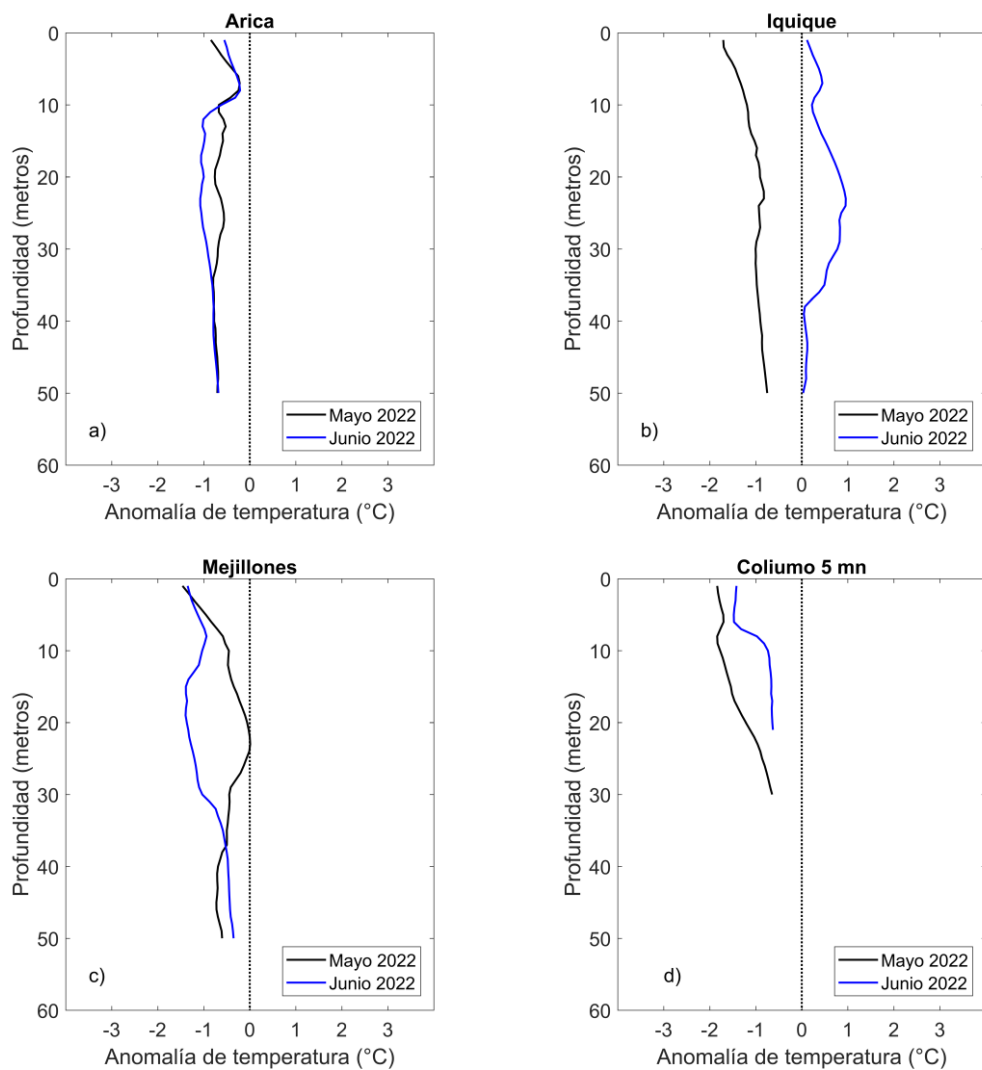 Arica
0
10
20
30
40
50
60
Profundidad (metros)
a)
Mayo 2022
Junio 2022
-3 -2 -1 0 1 2 3
Anomalía de temperatura (°C)
Iquique
0
10
20
30
40
50
60
Profundidad (metros)
b)
Mayo 2022
Junio 2022
-3 -2 -1 0 1 2 3
Anomalía de temperatura (°C)
Mejillones
0
10
20
30
40
50
60
Profundidad (metros)
c)
Mayo 2022
Junio 2022
-3 -2 -1 0 1 2 3
Anomalía de temperatura (°C)
Coliumo 5 mn
0
10
20
30
40
50
60
Profundidad (metros)
d)
Mayo 2022
Junio 2022
-3 -2 -1 0 1 2 3
Anomalía de temperatura (°C)